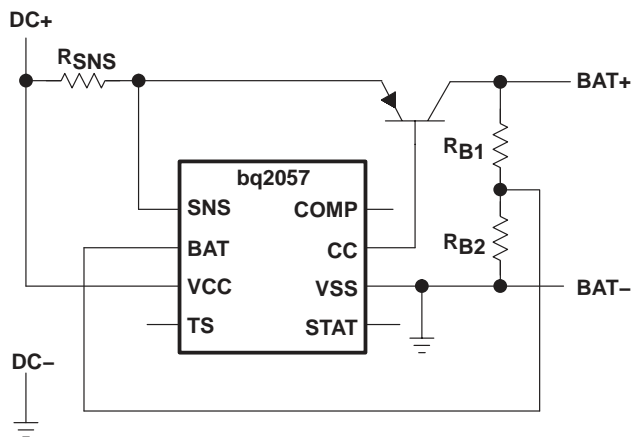 DC+
RSNS
BAT+
RB1
bq2057
SNS
COMP
BAT
CC
RB2
VCC
VSS
BAT−
TS
STAT
DC−